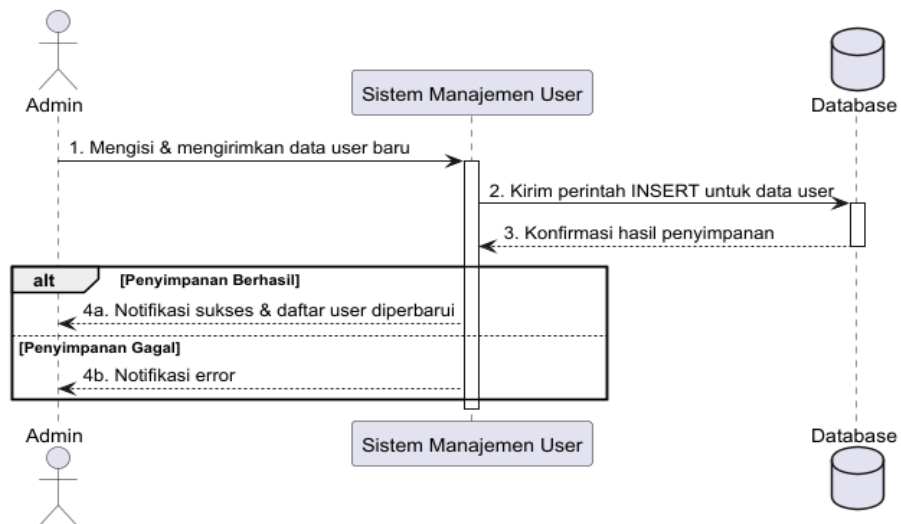 Admin
Sistem Manajemen User
Database
1. Mengisi & mengirimkan data user baru
2. Kirim perintah INSERT untuk data user
3. Konfirmasi hasil penyimpanan
alt [Penyimpanan Berhasil]
4a. Notifikasi sukses & daftar user diperbarui
[Penyimpanan Gagal]
4b. Notifikasi error
Admin
Sistem Manajemen User
Database